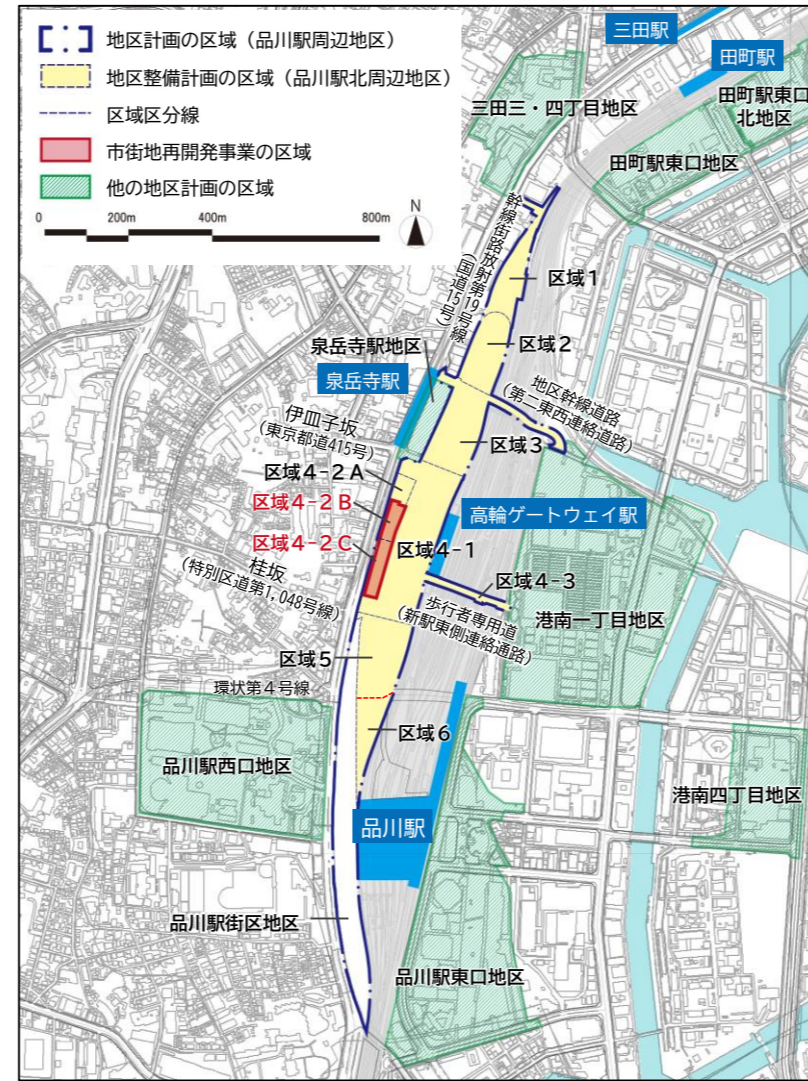 地区計画の区域（品川駅周辺地区）
地区整備計画の区域（品川駅北周辺地区）
区域区分線
市街地再開発事業の区域
他の地区計画の区域
0 200m 400m 800m
N
三田駅
田町駅
三田三・四丁目地区
田町駅東口
北地区
田町駅東口地区
幹線街路放射第19号線
（国道15号）
区域1
区域2
泉岳寺駅地区
泉岳寺駅
地区幹線道路
（第二東西連絡道路）
伊皿子坂
（東京都道415号）
区域3
区域4-2A
区域4-2B
高輪ゲートウェイ駅
区域4-2C
区域4-1
桂坂
（特別区道第1,048号線）
区域4-3
歩行者専用道
（新駅東側連絡通路）
港南一丁目地区
区域5
環状第4号線
区域6
品川駅西口地区
港南四丁目地区
品川駅
品川駅街区地区
品川駅東口地区